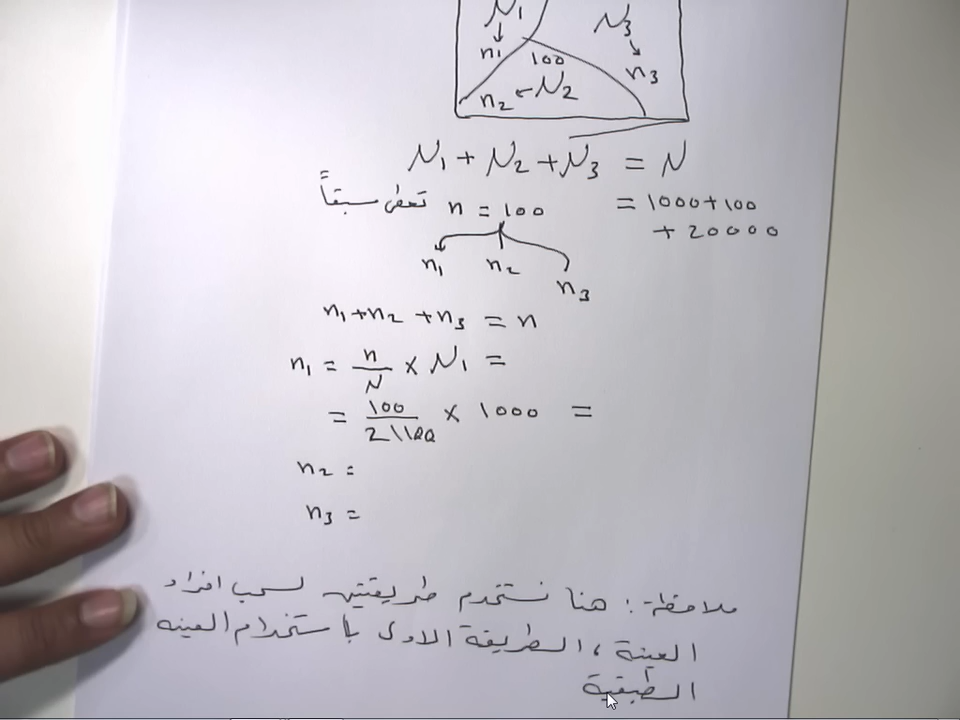 N1 N3
n1 100 n3
n2 ← N2
N1 + N2 + N3 = N
تعطى مسبقاً n = 100 = 1000 + 100
+ 20000
n1 n2 n3
n1 + n2 + n3 = n
n1 = n/N × N1 =
= 100/21100 × 1000 =
n2 =
n3 =
ملاحظة : هنا نستخدم طريقتين لسحب افراد
العينة ، الطريقة الاولى باستخدام العينه
الطبقية